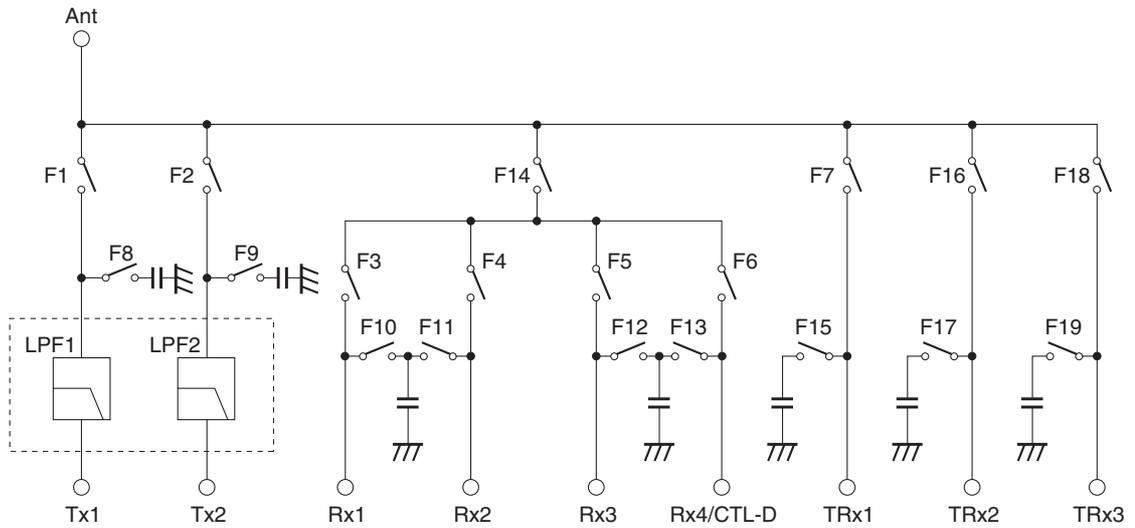 Ant
F1
F2
F14
F7
F16
F18
F8
F9
F3
F4
F5
F6
F10
F11
F12
F13
F15
F17
F19
LPF1
LPF2
Tx1
Tx2
Rx1
Rx2
Rx3
Rx4/CTL-D
TRx1
TRx2
TRx3